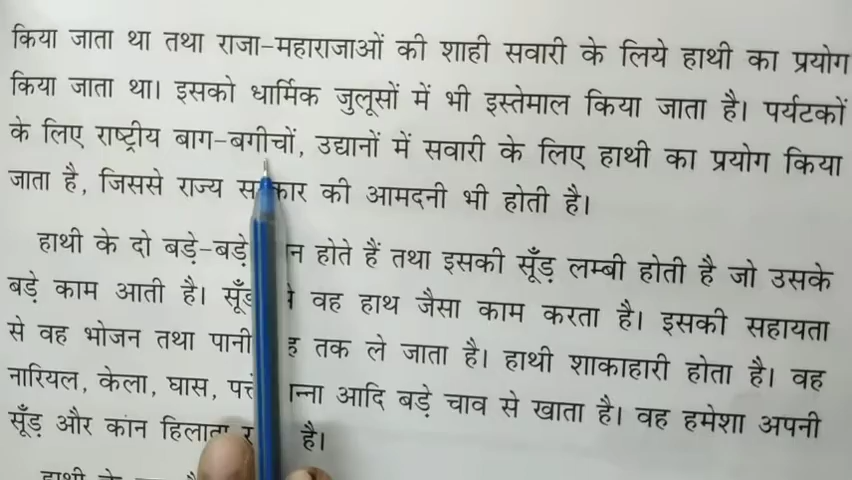 किया जाता था तथा राजा-महाराजाओं की शाही सवारी के लिये हाथी का प्रयोग
किया जाता था। इसको धार्मिक जुलूसों में भी इस्तेमाल किया जाता है। पर्यटकों
के लिए राष्ट्रीय बाग-बगीचों, उद्यानों में सवारी के लिए हाथी का प्रयोग किया
जाता है, जिससे राज्य की आमदनी भी होती है।
हाथी के दो बड़े-बड़े होते हैं तथा इसकी सूँड़ लम्बी होती है जो उसके
बड़े काम आती है। वह हाथ जैसा काम करता है। इसकी सहायता
से वह भोजन तथा पानी तक ले जाता है। हाथी शाकाहारी होता है। वह
नारियल, केला, घास, आदि बड़े चाव से खाता है। वह हमेशा अपनी
सूँड़ और कांन हिलाता है।